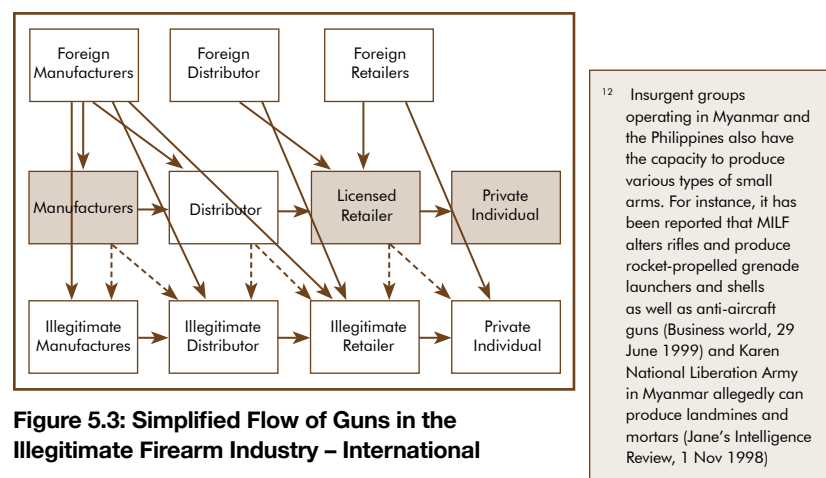 Foreign
Manufacturers
Foreign
Distributor
Foreign
Retailers
Manufacturers
Distributor
Licensed
Retailer
Private
Individual
Illegitimate
Manufactures
Illegitimate
Distributor
Illegitimate
Retailer
Private
Individual
Figure 5.3: Simplified Flow of Guns in the
Illegitimate Firearm Industry – International
12 Insurgent groups
operating in Myanmar and
the Philippines also have
the capacity to produce
various types of small
arms. For instance, it has
been reported that MILF
alters rifles and produce
rocket-propelled grenade
launchers and shells
as well as anti-aircraft
guns (Business world, 29
June 1999) and Karen
National Liberation Army
in Myanmar allegedly can
produce landmines and
mortars (Jane's Intelligence
Review, 1 Nov 1998)